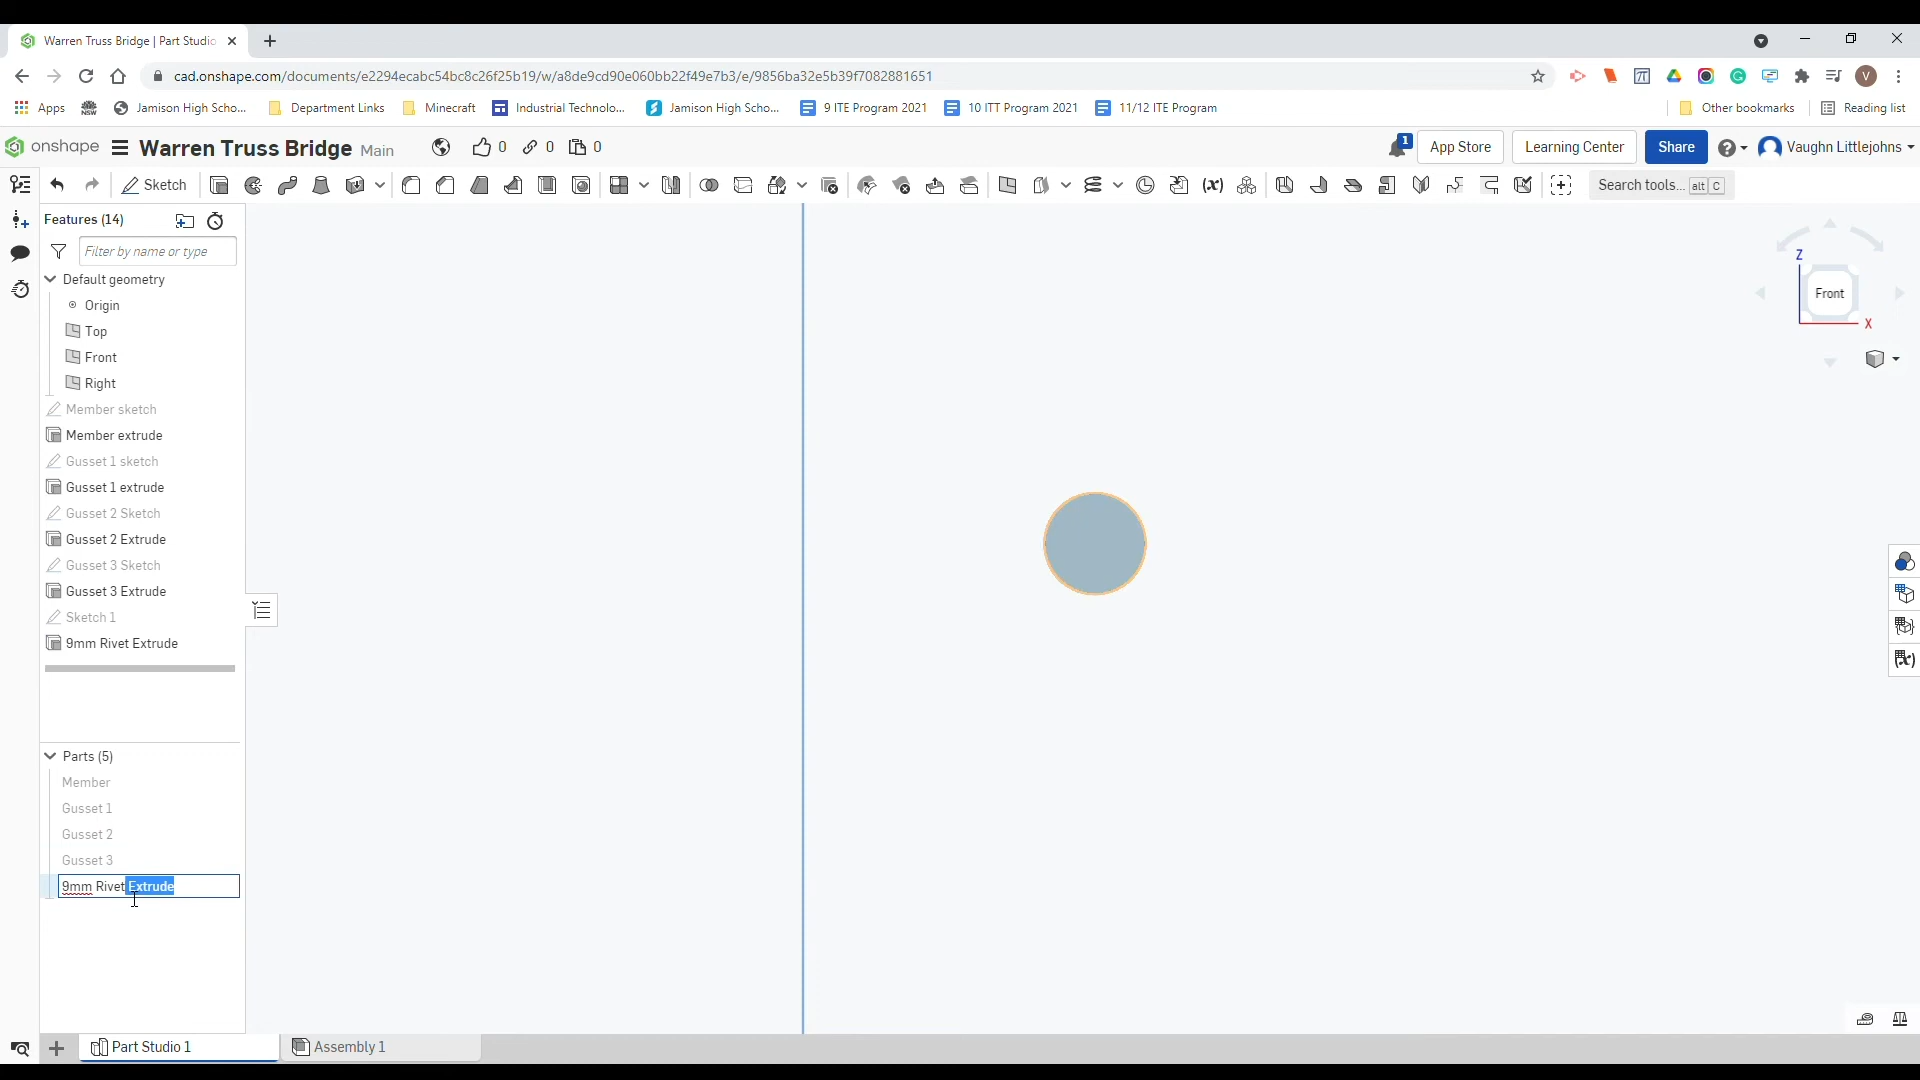 Warren Truss Bridge | Part Studio
cad.onshape.com/documents/e2294ecabc54bc8c26f25b19/w/a8de9cd90e060bb22f49e7b3/e/9856ba32e5b39f7082881651
V
Apps
NSW
Jamison High Scho...
Department Links
Minecraft
Industrial Technolo...
Jamison High Scho...
9 ITE Program 2021
10 ITT Program 2021
11/12 ITE Program
Other bookmarks
Reading list
onshape
Warren Truss Bridge Main
0
0
0
1
App Store
Learning Center
Share
Vaughn Littlejohns
Sketch
Search tools... alt C
Features (14)
Filter by name or type
Default geometry
Origin
Top
Front
Right
Member sketch
Member extrude
Gusset 1 sketch
Gusset 1 extrude
Gusset 2 Sketch
Gusset 2 Extrude
Gusset 3 Sketch
Gusset 3 Extrude
Sketch 1
9mm Rivet Extrude
Z
Front
X
Parts (5)
Member
Gusset 1
Gusset 2
Gusset 3
9mm Rivet Extrude
Part Studio 1
Assembly 1